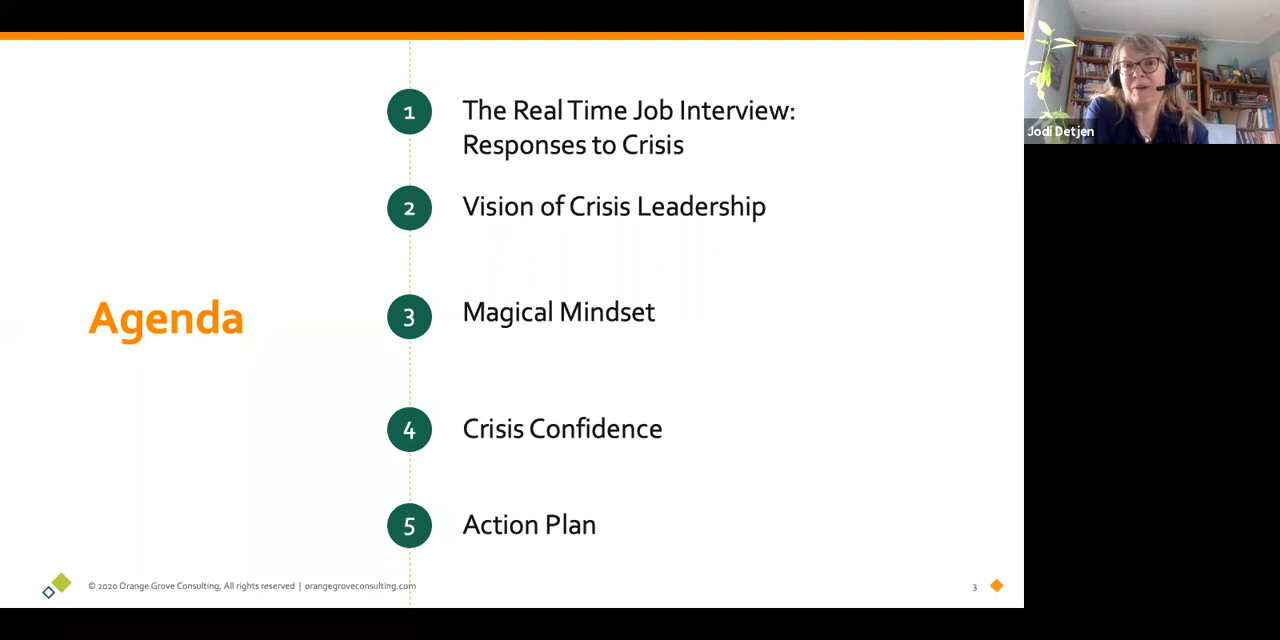 Agenda
1
The Real Time Job Interview:
Responses to Crisis
2
Vision of Crisis Leadership
3
Magical Mindset
4
Crisis Confidence
5
Action Plan
© 2020 Orange Grove Consulting, All rights reserved | orangegroveconsulting.com
3
Jodi Detjen